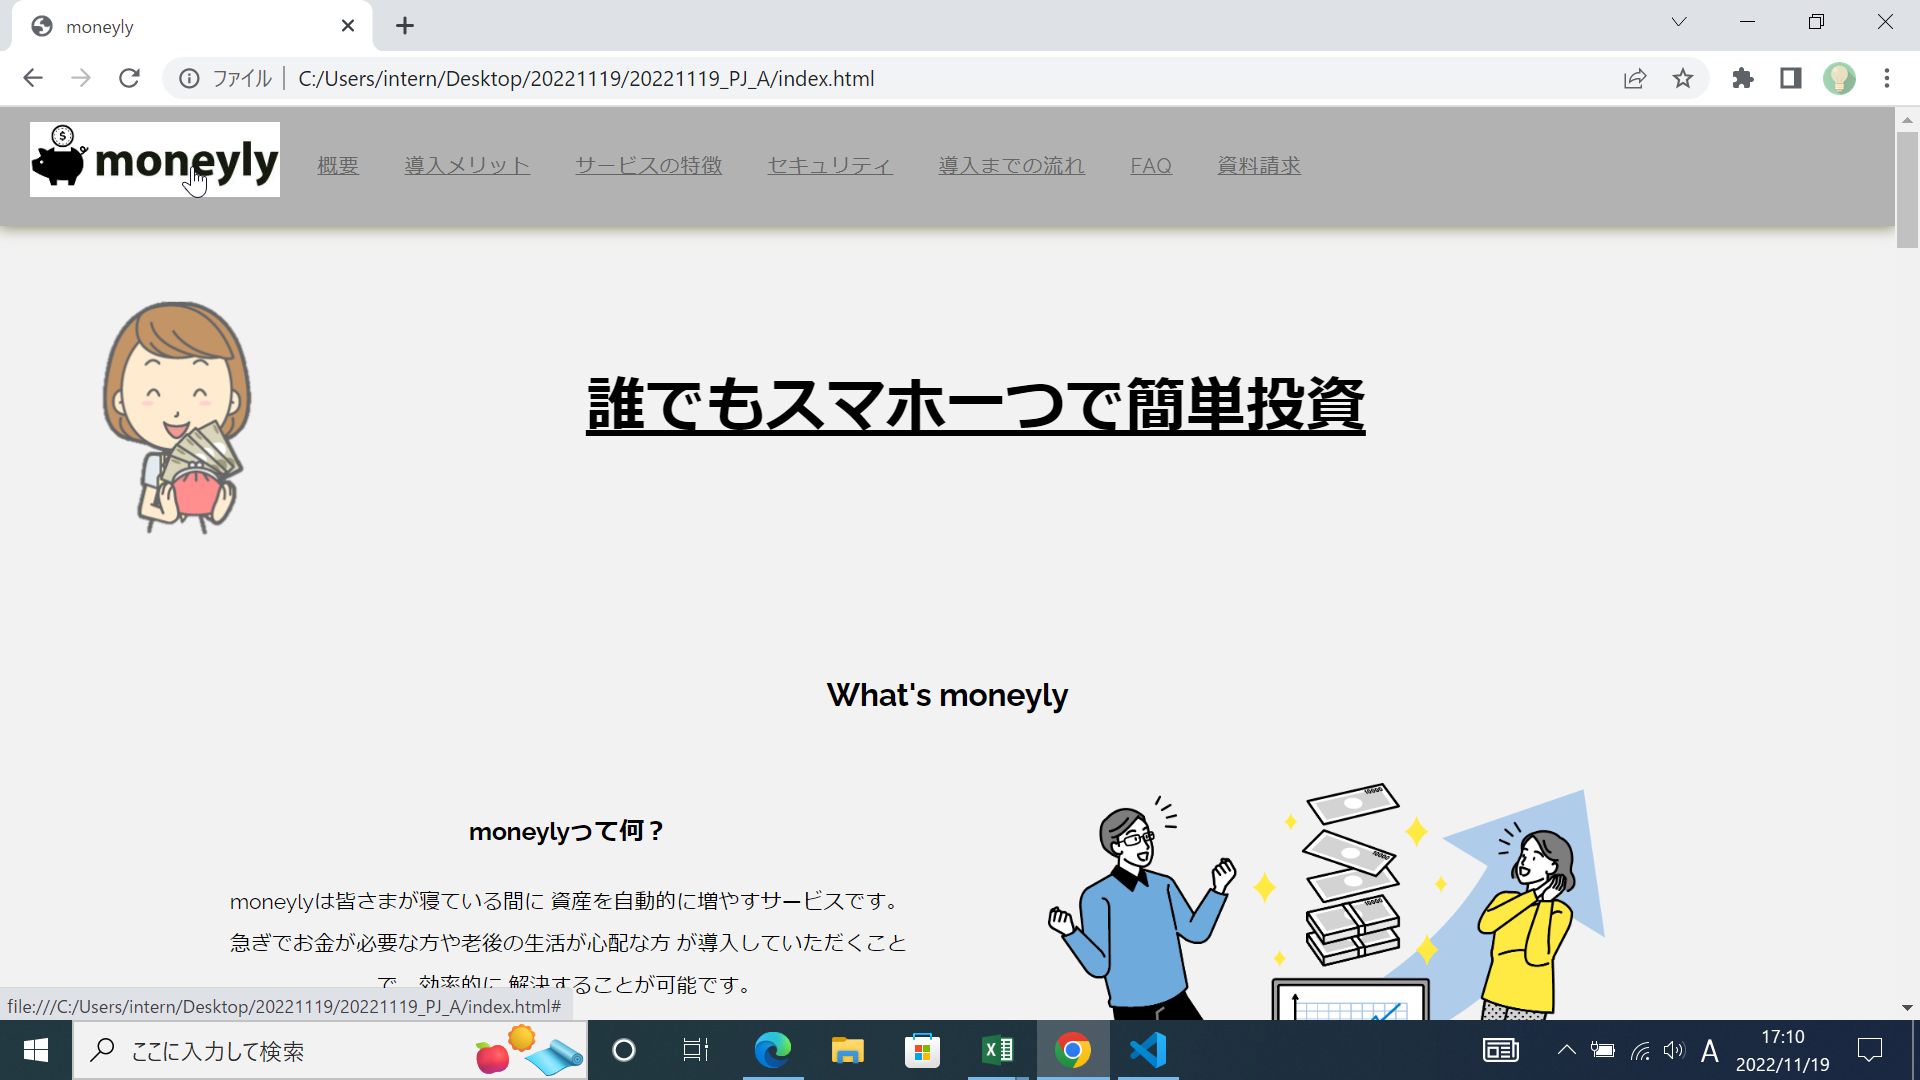 moneyly
ファイル
C:/Users/intern/Desktop/20221119/20221119_PJ_A/index.html
moneyly
概要
導入メリット
サービスの特徴
セキュリティ
導入までの流れ
FAQ
資料請求
誰でもスマホ一つで簡単投資
What's moneyly
moneylyって何？
moneylyは皆さまが寝ている間に 資産を自動的に増やすサービスです。
急ぎでお金が必要な方や老後の生活が心配な方 が導入していただくこと
で、効率的に 解決することが可能です。
10000
10000
10000
file:///C:/Users/intern/Desktop/20221119/20221119_PJ_A/index.html#
ここに入力して検索
A
17:10
2022/11/19